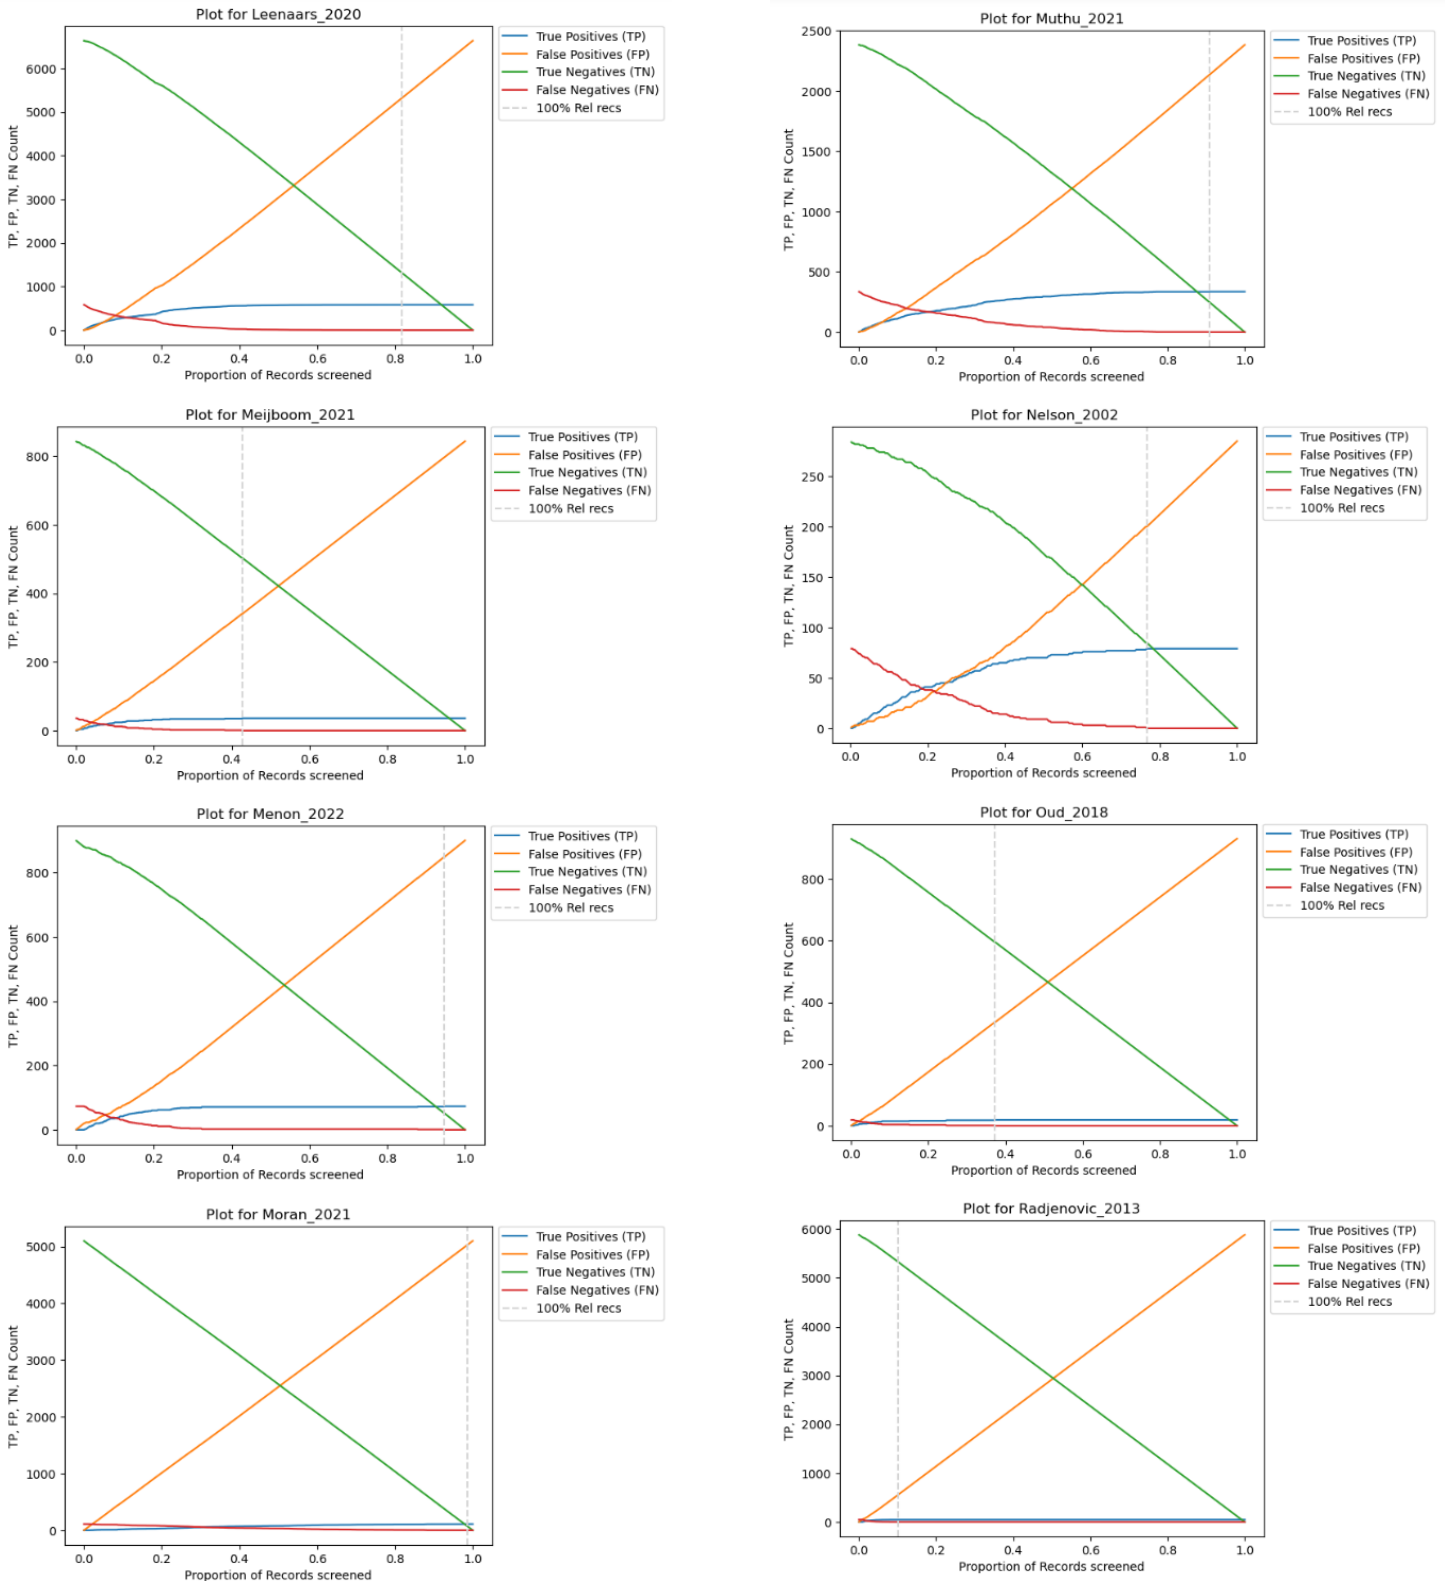 Plot for Leenaars_2020
TP, FP, TN, FN Count
6000
5000
4000
3000
2000
1000
0
0.0 0.2 0.4 0.6 0.8 1.0
Proportion of Records screened
True Positives (TP)
False Positives (FP)
True Negatives (TN)
False Negatives (FN)
100% Rel recs
Plot for Muthu_2021
TP, FP, TN, FN Count
2500
2000
1500
1000
500
0
0.0 0.2 0.4 0.6 0.8 1.0
Proportion of Records screened
True Positives (TP)
False Positives (FP)
True Negatives (TN)
False Negatives (FN)
100% Rel recs
Plot for Meijboom_2021
TP, FP, TN, FN Count
800
600
400
200
0
0.0 0.2 0.4 0.6 0.8 1.0
Proportion of Records screened
True Positives (TP)
False Positives (FP)
True Negatives (TN)
False Negatives (FN)
100% Rel recs
Plot for Nelson_2002
TP, FP, TN, FN Count
250
200
150
100
50
0
0.0 0.2 0.4 0.6 0.8 1.0
Proportion of Records screened
True Positives (TP)
False Positives (FP)
True Negatives (TN)
False Negatives (FN)
100% Rel recs
Plot for Menon_2022
TP, FP, TN, FN Count
800
600
400
200
0
0.0 0.2 0.4 0.6 0.8 1.0
Proportion of Records screened
True Positives (TP)
False Positives (FP)
True Negatives (TN)
False Negatives (FN)
100% Rel recs
Plot for Oud_2018
TP, FP, TN, FN Count
800
600
400
200
0
0.0 0.2 0.4 0.6 0.8 1.0
Proportion of Records screened
True Positives (TP)
False Positives (FP)
True Negatives (TN)
False Negatives (FN)
100% Rel recs
Plot for Moran_2021
TP, FP, TN, FN Count
5000
4000
3000
2000
1000
0
0.0 0.2 0.4 0.6 0.8 1.0
Proportion of Records screened
True Positives (TP)
False Positives (FP)
True Negatives (TN)
False Negatives (FN)
100% Rel recs
Plot for Radjenovic_2013
TP, FP, TN, FN Count
6000
5000
4000
3000
2000
1000
0
0.0 0.2 0.4 0.6 0.8 1.0
Proportion of Records screened
True Positives (TP)
False Positives (FP)
True Negatives (TN)
False Negatives (FN)
100% Rel recs